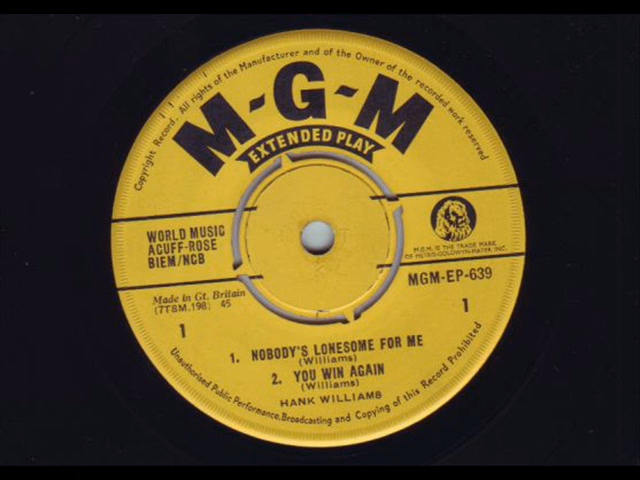 Copyright Record. All rights of the Manufacturer and of the Owner of the recorded work reserved
M-G-M
EXTENDED PLAY
WORLD MUSIC
ACUFF-ROSE
BIEM/NCB
M.G.M. IS THE TRADE MARK
OF METRO-GOLDWYN-MAYER, INC.
MGM-EP-639
Made in Gt. Britain
(7TBM.198) 45
1
1
1. NOBODY'S LONESOME FOR ME
(Williams)
2. YOU WIN AGAIN
(Williams)
HANK WILLIAMS
Unauthorised Public Performance, Broadcasting and Copying of this Record Prohibited